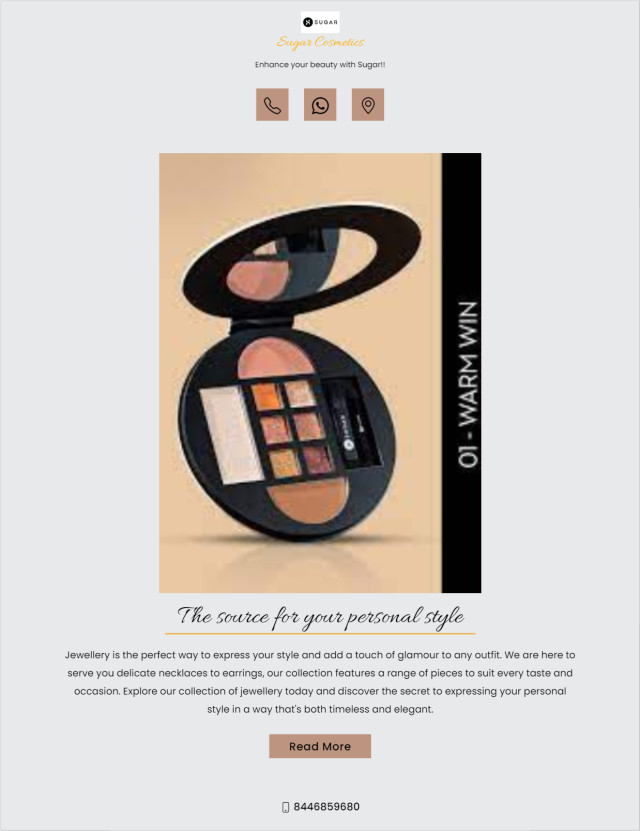 SUGAR
Sugar Cosmetics
Enhance your beauty with Sugar!!
01 - WARM WIN
SUGAR
The source for your personal style
Jewellery is the perfect way to express your style and add a touch of glamour to any outfit. We are here to
serve you delicate necklaces to earrings, our collection features a range of pieces to suit every taste and
occasion. Explore our collection of jewellery today and discover the secret to expressing your personal
style in a way that's both timeless and elegant.
Read More
8446859680